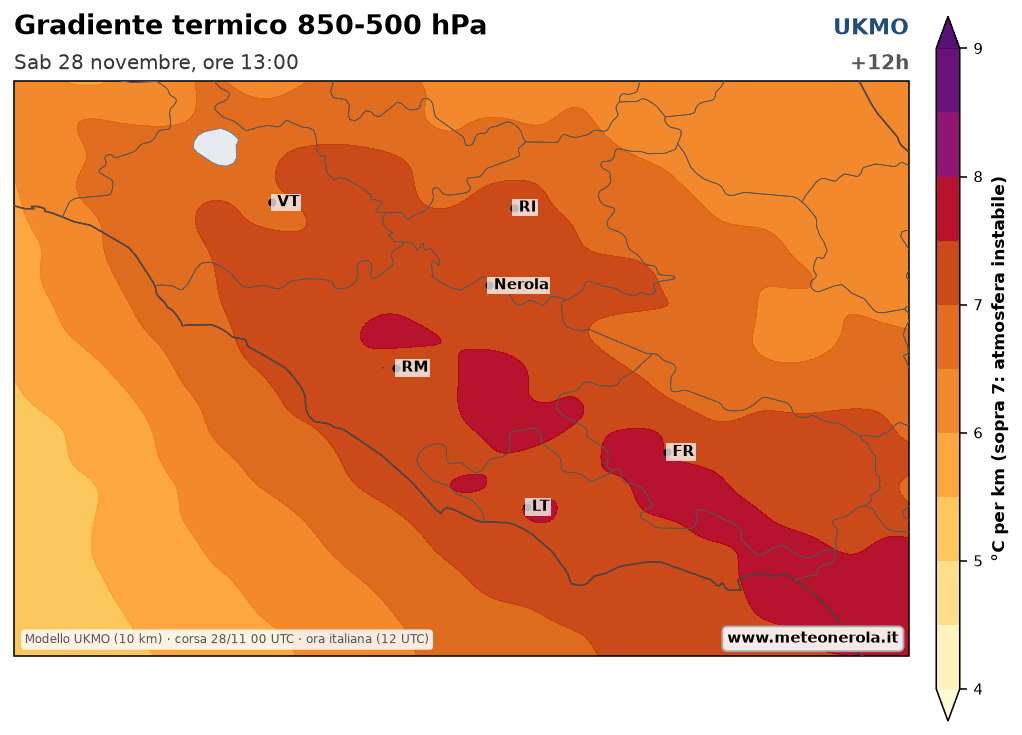 Gradiente termico 850-500 hPa
UKMO
Sab 28 novembre, ore 13:00
+12h
VT
RI
Nerola
RM
FR
LT
Modello UKMO (10 km) · corsa 28/11 00 UTC · ora italiana (12 UTC)
www.meteonerola.it
9
8
7
6
5
4
°C per km (sopra 7: atmosfera instabile)